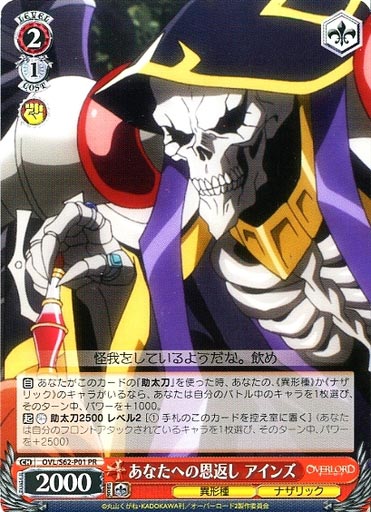 LEVEL
2
1
COST
怪我をしているようだな。飲め
自 あなたがこのカードの「助太刀」を使った時、あなたの、《異形種》か《ナザ
リック》のキャラがいるなら、あなたは自分のバトル中のキャラを1枚選び、
そのターン中、パワーを+1000。
起 助太刀2500 レベル2 [① 手札のこのカードを控え室に置く] (あなた
は自分のフロントアタックされているキャラを1枚選び、そのターン中、パワ
ーを+2500)
CH OVL/S62-P01 PR
あなたへの恩返し アインズ
OVERLORD
POWER
2000
異形種
ナザリック
©丸山くがね・KADOKAWA刊/オーバーロード2製作委員会